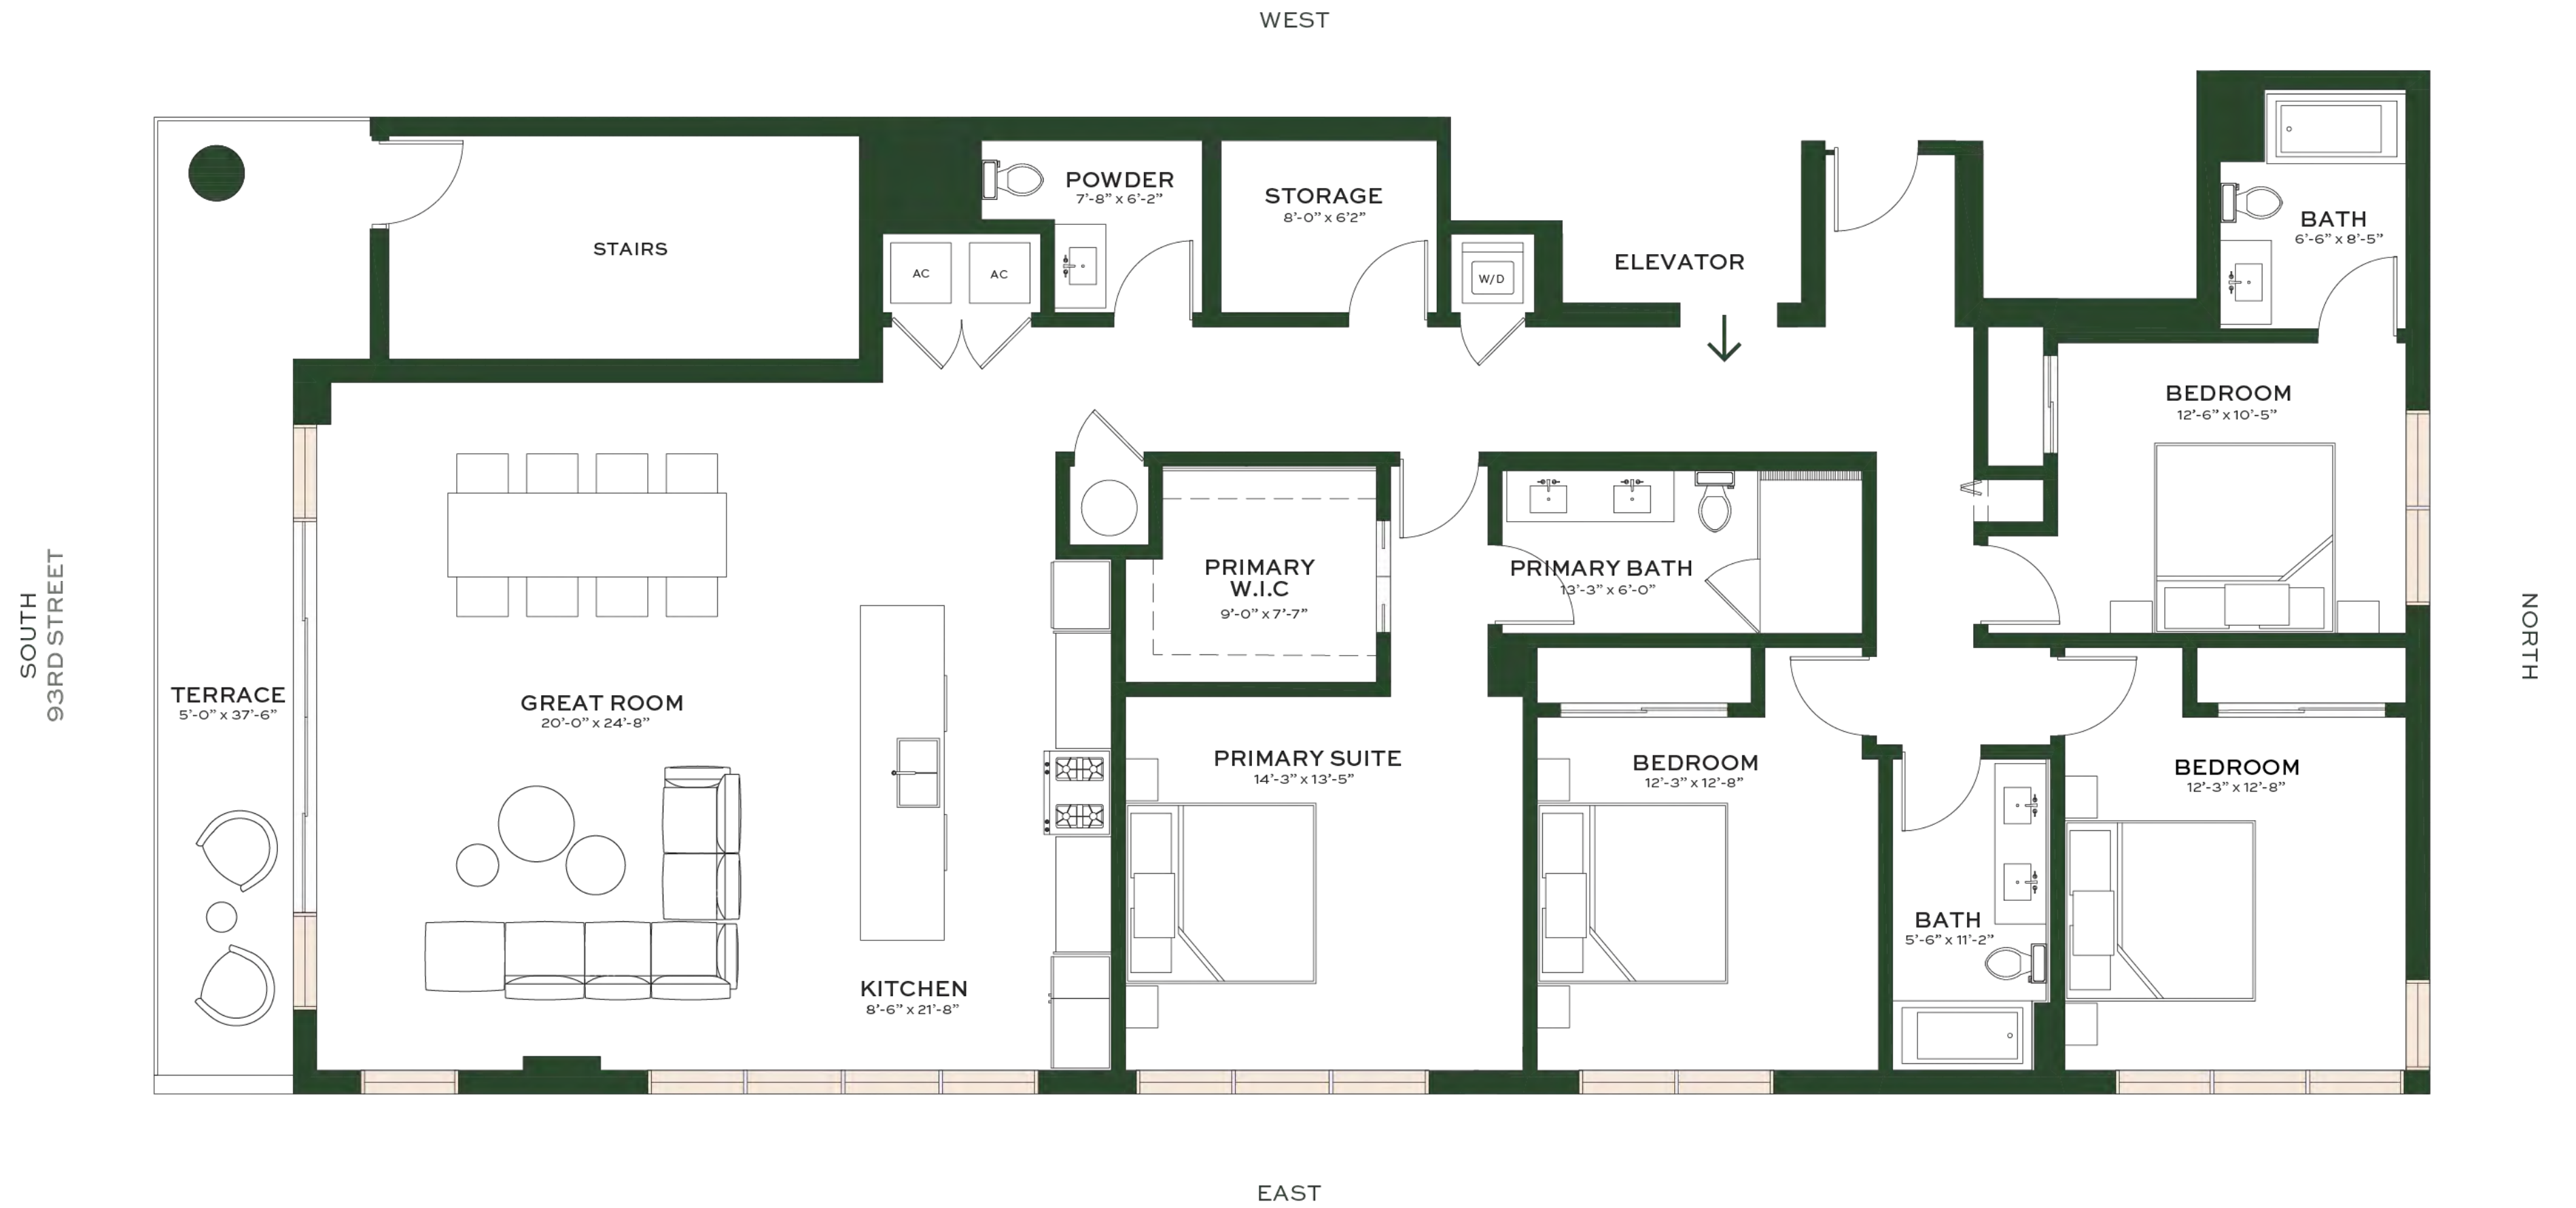 WEST
POWDER
7'-8" x 6'-2"
STORAGE
8'-0" x 6'2"
STAIRS
AC
AC
W/D
ELEVATOR
BATH
6'-6" x 8'-5"
BEDROOM
12'-6" x 10'-5"
SOUTH
93RD STREET
NORTH
TERRACE
5'-0" x 37'-6"
GREAT ROOM
20'-0" x 24'-8"
KITCHEN
8'-6" x 21'-8"
PRIMARY
W.I.C
9'-0" x 7'-7"
PRIMARY BATH
13'-3" x 6'-0"
PRIMARY SUITE
14'-3" x 13'-5"
BEDROOM
12'-3" x 12'-8"
BATH
5'-6" x 11'-2"
BEDROOM
12'-3" x 12'-8"
EAST